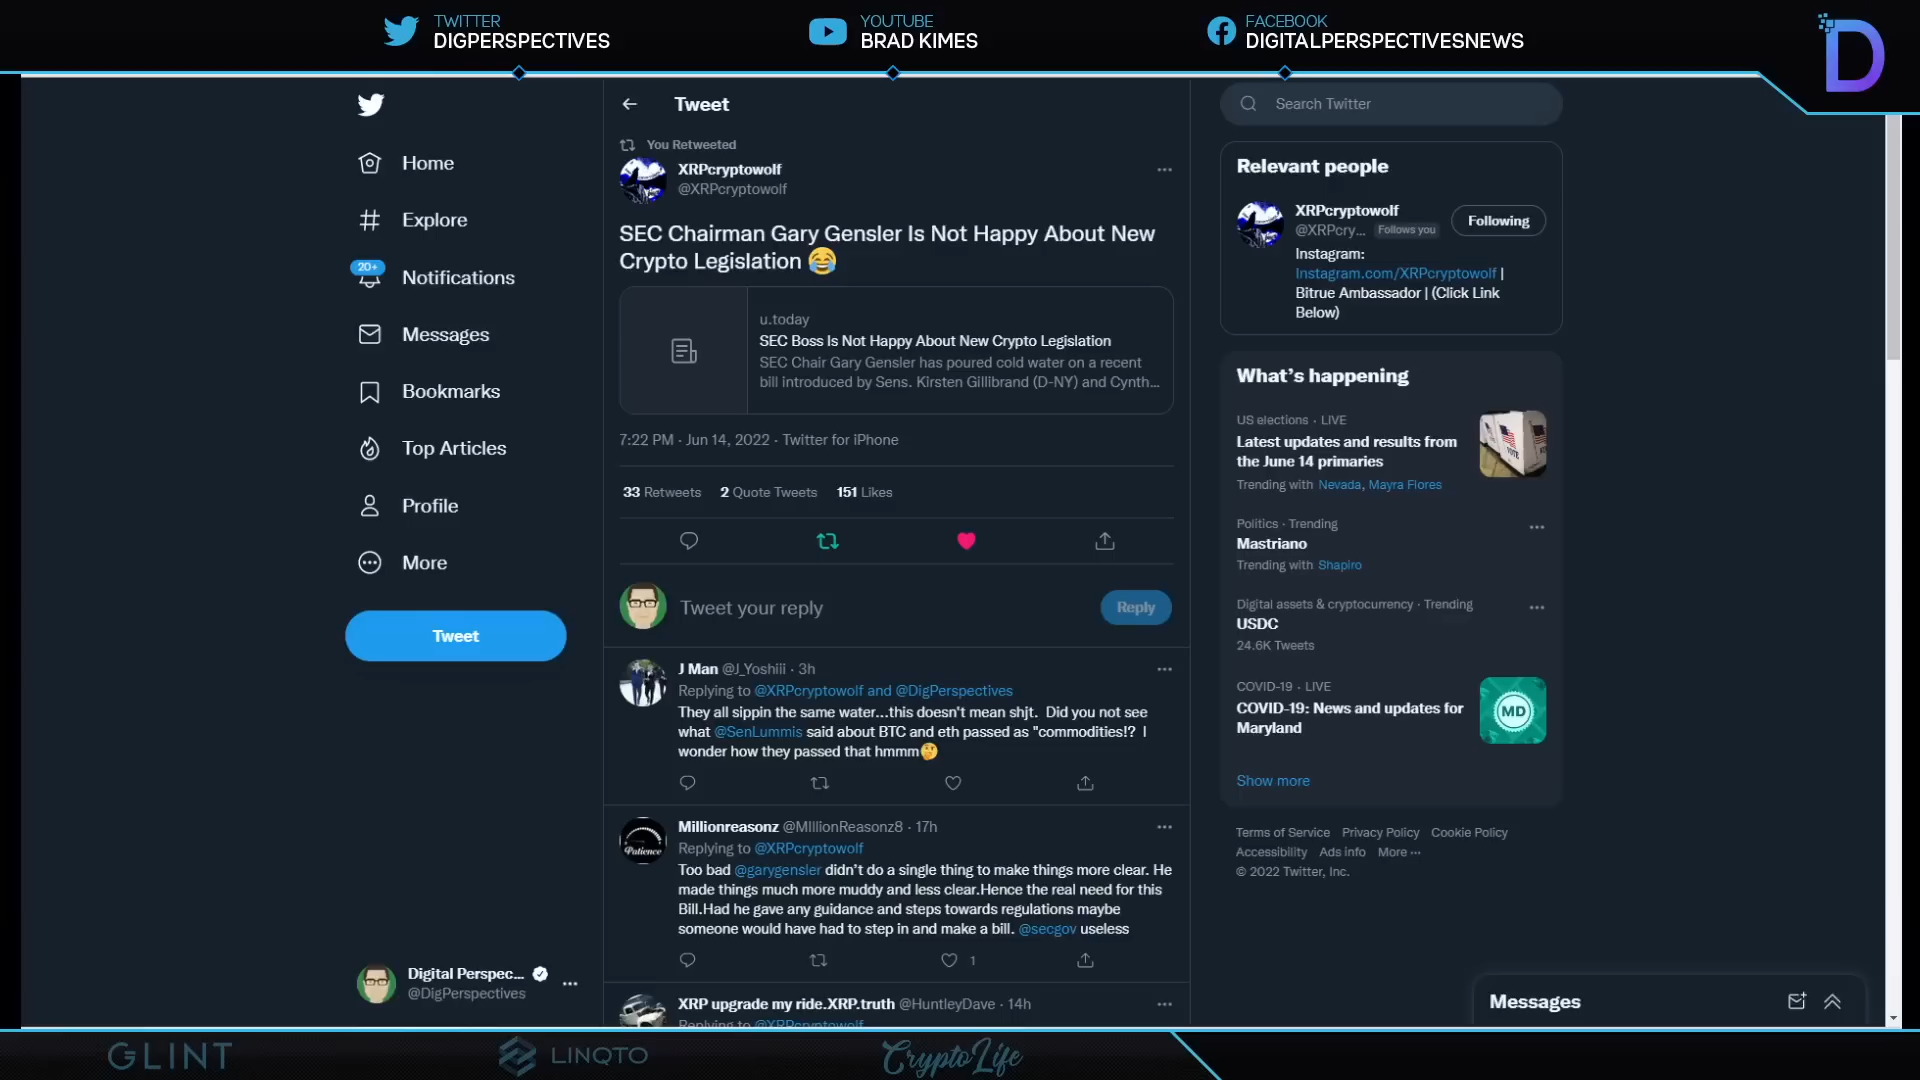 TWITTER
DIGPERSPECTIVES
YOUTUBE
BRAD KIMES
FACEBOOK
DIGITALPERSPECTIVESNEWS
D
Home
Explore
20+
Notifications
Messages
Bookmarks
Top Articles
Profile
More
Tweet
Digital Perspec...
@DigPerspectives
Tweet
You Retweeted
XRPcryptowolf
@XRPcryptowolf
SEC Chairman Gary Gensler Is Not Happy About New
Crypto Legislation 😂
u.today
SEC Boss Is Not Happy About New Crypto Legislation
SEC Chair Gary Gensler has poured cold water on a recent
bill introduced by Sens. Kirsten Gillibrand (D-NY) and Cynth...
7:22 PM · Jun 14, 2022 · Twitter for iPhone
33 Retweets 2 Quote Tweets 151 Likes
Tweet your reply
Reply
J Man @J_Yoshiii · 3h
Replying to @XRPcryptowolf and @DigPerspectives
They all sippin the same water...this doesn't mean shjt. Did you not see
what @SenLummis said about BTC and eth passed as "commodities!? I
wonder how they passed that hmmm🤔
Patience
Millionreasonz @MIllionReasonz8 · 17h
Replying to @XRPcryptowolf
Too bad @garygensler didn't do a single thing to make things more clear. He
made things much more muddy and less clear.Hence the real need for this
Bill.Had he gave any guidance and steps towards regulations maybe
someone would have had to step in and make a bill. @secgov useless
1
XRP upgrade my ride.XRP.truth @HuntleyDave · 14h
Replying to @XRPcryptowolf
Search Twitter
Relevant people
XRPcryptowolf
@XRPcry... Follows you
Following
Instagram:
Instagram.com/XRPcryptowolf |
Bitrue Ambassador | (Click Link
Below)
What's happening
US elections · LIVE
Latest updates and results from
the June 14 primaries
Trending with Nevada, Mayra Flores
VOTE
Politics · Trending
Mastriano
Trending with Shapiro
Digital assets & cryptocurrency · Trending
USDC
24.6K Tweets
COVID-19 · LIVE
COVID-19: News and updates for
Maryland
MD
Show more
Terms of Service Privacy Policy Cookie Policy
Accessibility Ads info More ···
© 2022 Twitter, Inc.
Messages
GLINT
LINQTO
CryptoLife